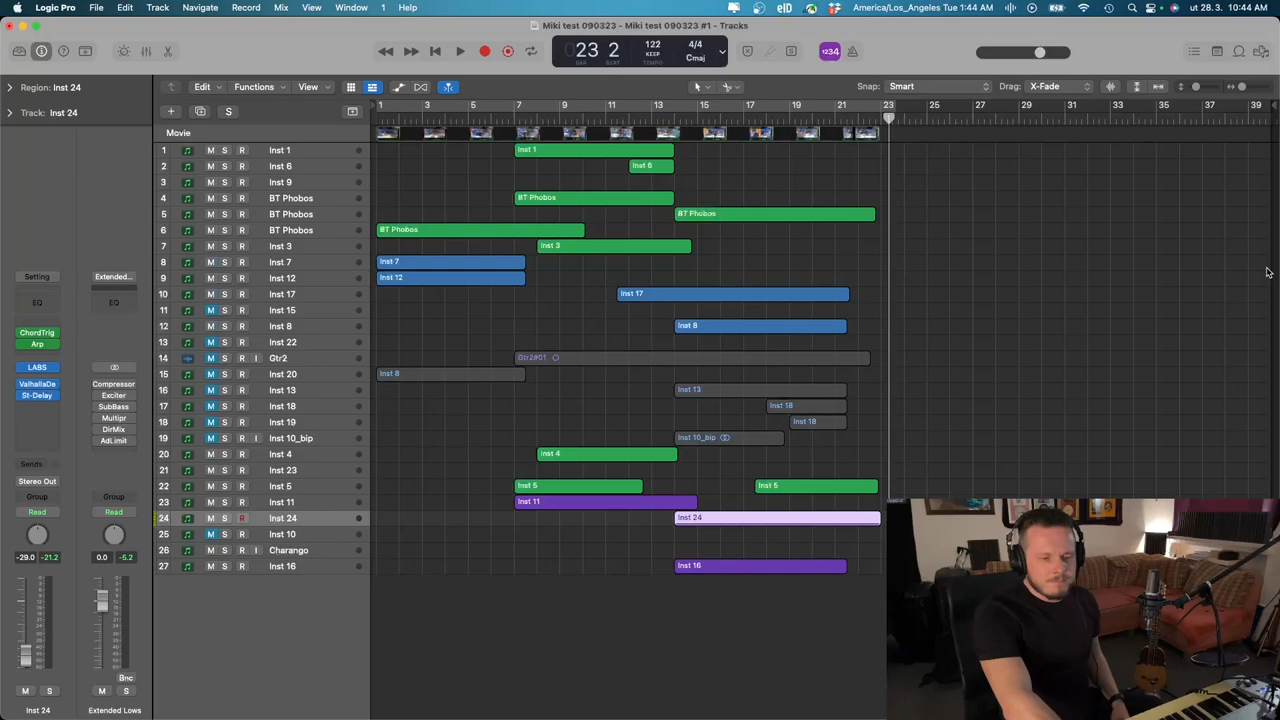 Logic Pro File Edit Track Navigate Record Mix View Window 1 Help America/Los_Angeles Tue 1:44 AM ut 28.3. 10:44 AM
Miki test 090323 - Miki test 090323 #1 - Tracks
23 2 122 4/4
BAR BEAT KEEP TEMPO Cmaj
1234
Region: Inst 24
Edit Functions View Snap: Smart Drag: X-Fade
Track: Inst 24
S
1 3 5 7 9 11 13 15 17 19 21 23 25 27 29 31 33 35 37 39
Movie
1 M S R Inst 1 Inst 1
2 M S R Inst 6 Inst 6
3 M S R Inst 9
4 M S R BT Phobos BT Phobos
5 M S R BT Phobos BT Phobos
6 M S R BT Phobos BT Phobos
7 M S R Inst 3 Inst 3
8 M S R Inst 7 Inst 7
9 M S R Inst 12 Inst 12
10 M S R Inst 17 Inst 17
11 M S R Inst 15
12 M S R Inst 8 Inst 8
13 M S R Inst 22
14 M S R I Gtr2 Gtr2#01
15 M S R Inst 20 Inst 8
16 M S R Inst 13 Inst 13
17 M S R Inst 18 Inst 18
18 M S R Inst 19 Inst 18
19 M S R I Inst 10_bip Inst 10_bip
20 M S R Inst 4 Inst 4
21 M S R Inst 23
22 M S R Inst 5 Inst 5 Inst 5
23 M S R Inst 11 Inst 11
24 M S R Inst 24 Inst 24
25 M S R Inst 10
26 M S R I Charango
27 M S R Inst 16 Inst 16
Setting Extended...
EQ EQ
ChordTrig
Arp
LABS
ValhallaDe Compressor
St-Delay Exciter
SubBass
Multipr
DirMix
AdLimit
Sends
Stereo Out
Group Group
Read Read
-29.0 -21.2 0.0 -5.2
Bnc
M S M S
Inst 24 Extended Lows